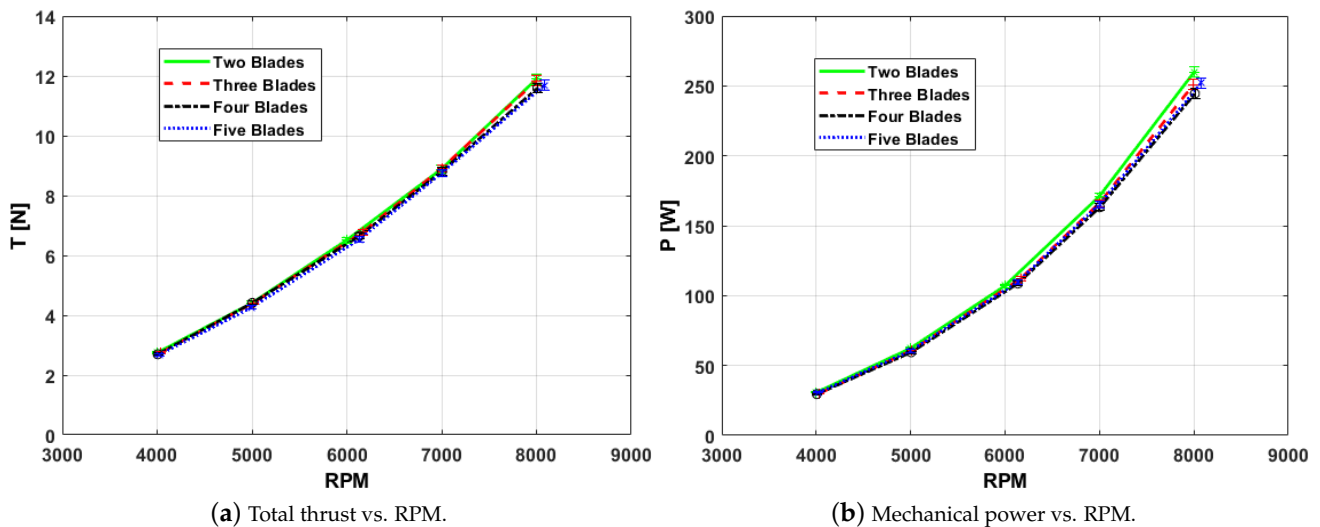 14
12
10
8
6
4
2
0
T [N]
Two Blades
Three Blades
Four Blades
Five Blades
3000 4000 5000 6000 7000 8000 9000
RPM
(a) Total thrust vs. RPM.
300
250
200
150
100
50
0
P [W]
Two Blades
Three Blades
Four Blades
Five Blades
3000 4000 5000 6000 7000 8000 9000
RPM
(b) Mechanical power vs. RPM.